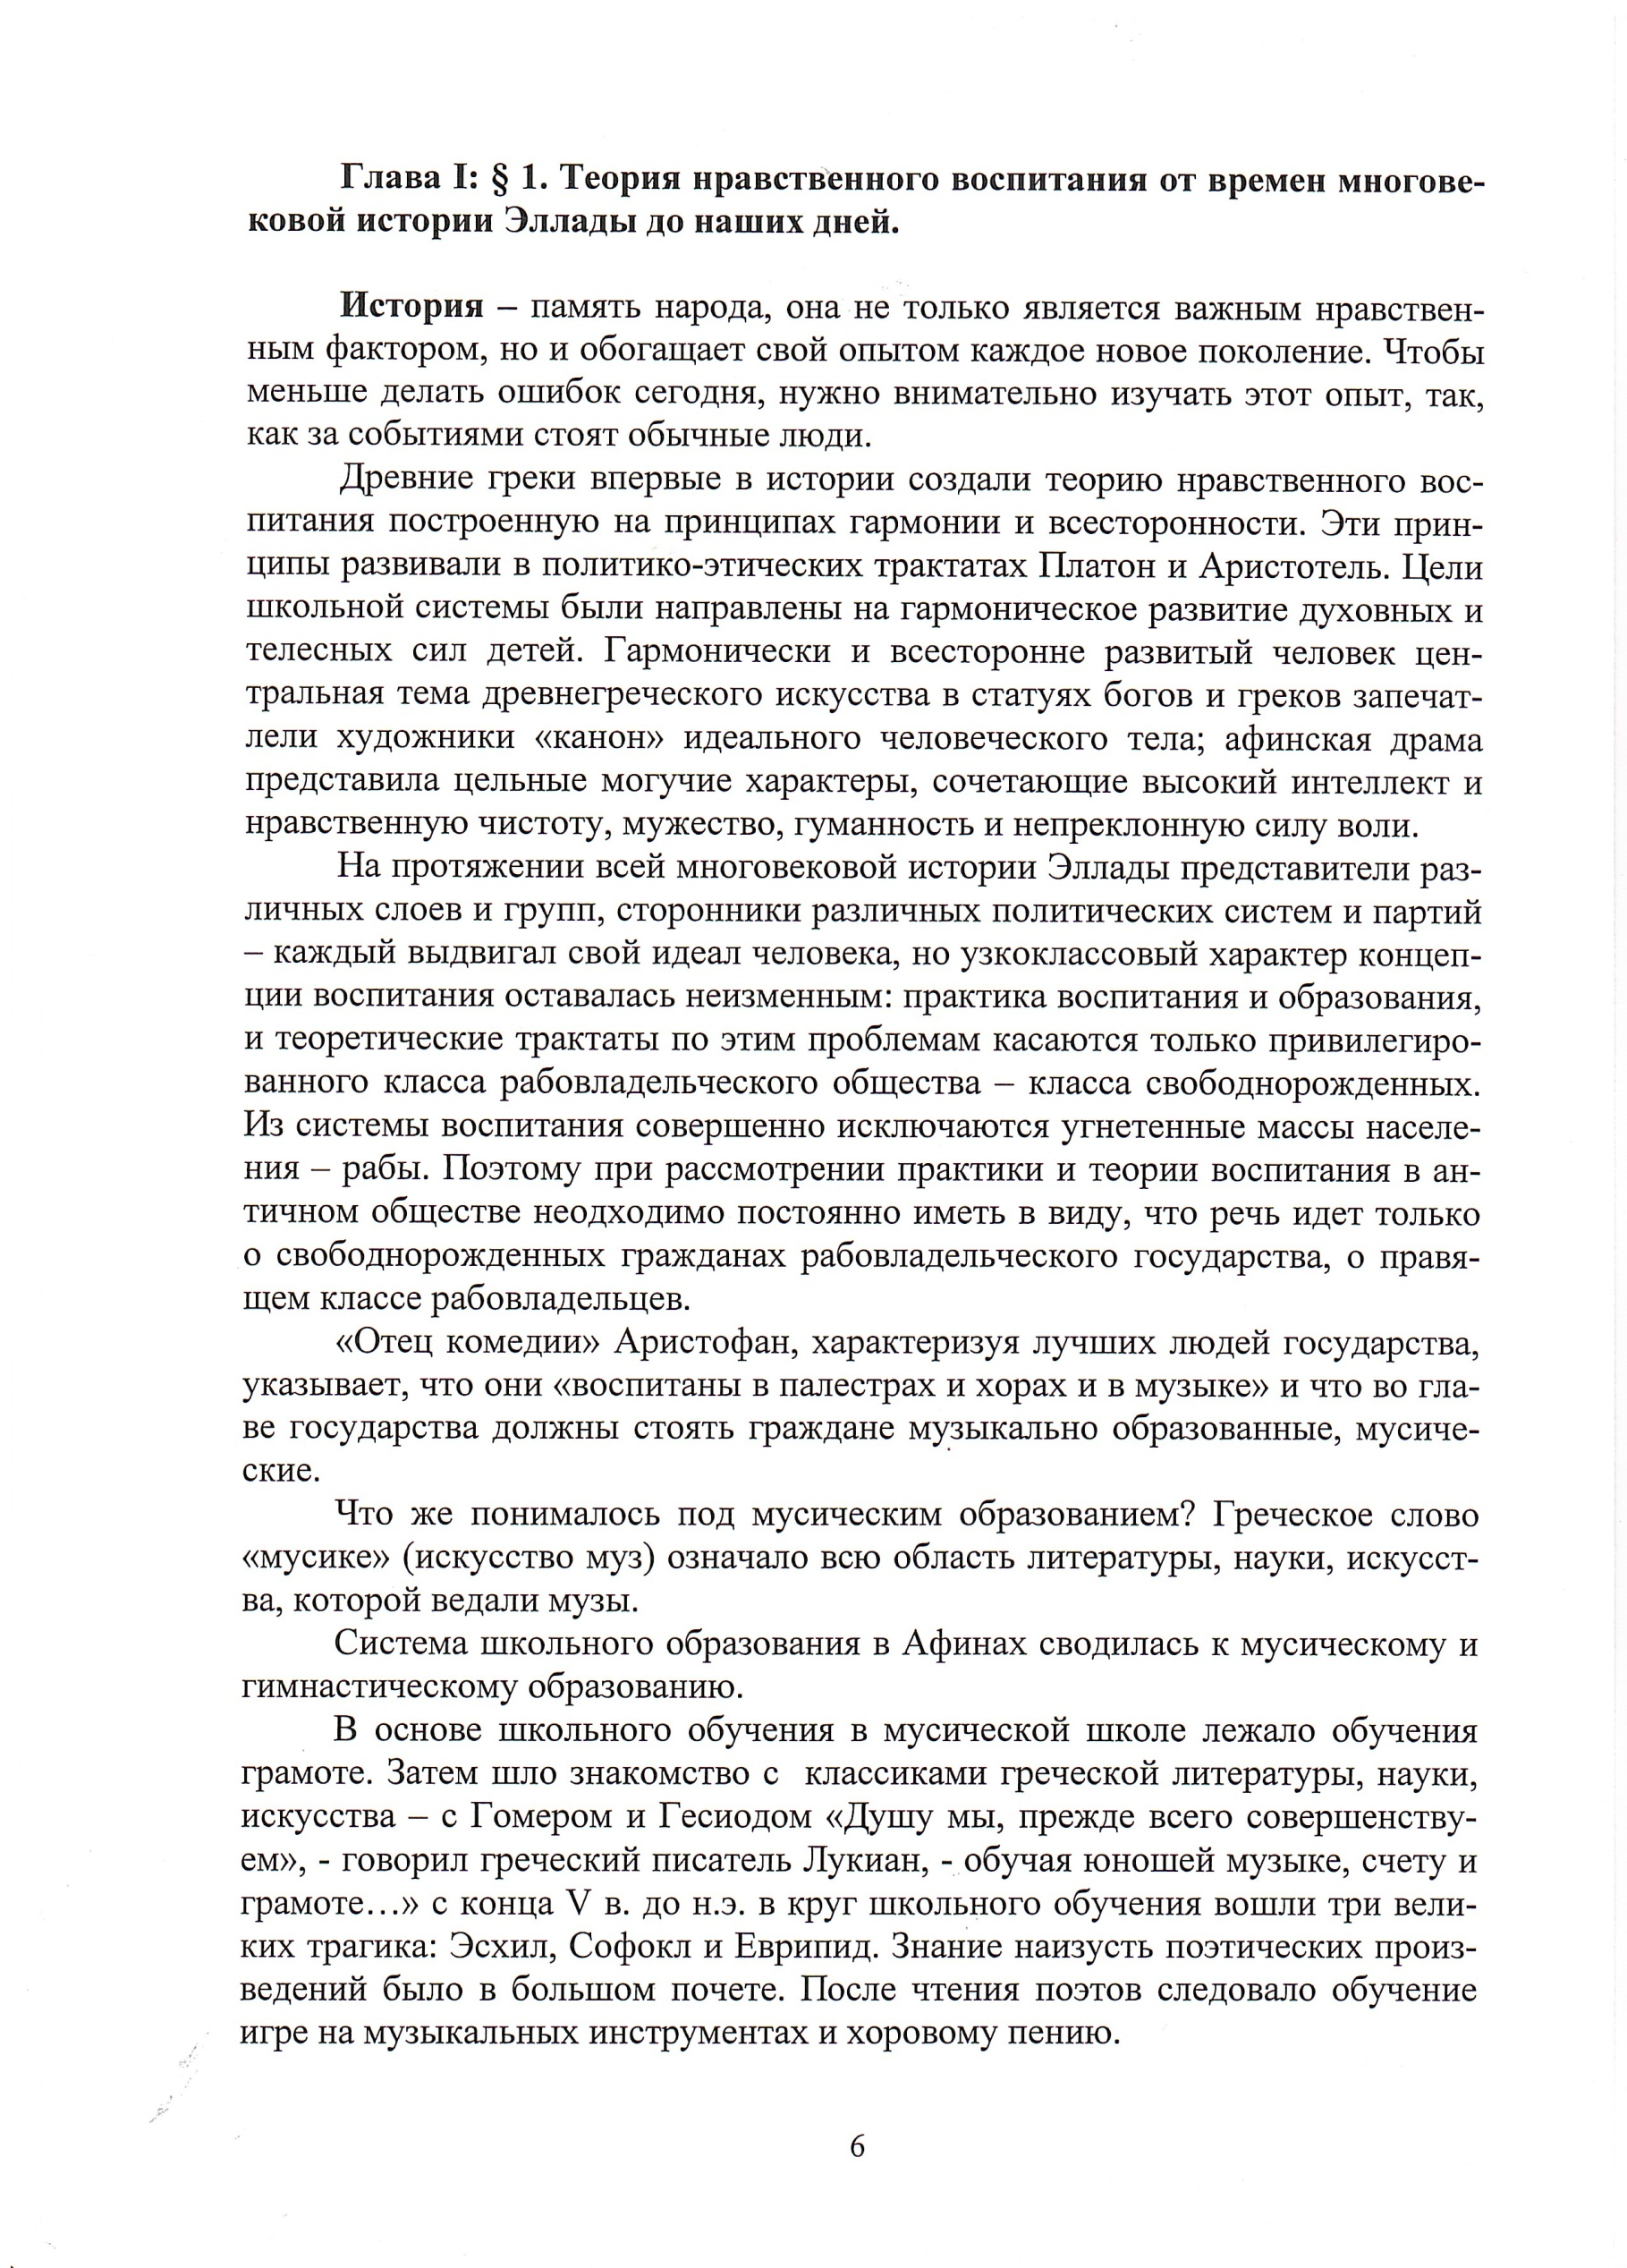 Глава I: § 1. Теория нравственного воспитания от времен многове-
ковой истории Эллады до наших дней.
История – память народа, она не только является важным нравствен-
ным фактором, но и обогащает свой опытом каждое новое поколение. Чтобы
меньше делать ошибок сегодня, нужно внимательно изучать этот опыт, так,
как за событиями стоят обычные люди.
Древние греки впервые в истории создали теорию нравственного вос-
питания построенную на принципах гармонии и всесторонности. Эти прин-
ципы развивали в политико-этических трактатах Платон и Аристотель. Цели
школьной системы были направлены на гармоническое развитие духовных и
телесных сил детей. Гармонически и всесторонне развитый человек цен-
тральная тема древнегреческого искусства в статуях богов и греков запечат-
лели художники «канон» идеального человеческого тела; афинская драма
представила цельные могучие характеры, сочетающие высокий интеллект и
нравственную чистоту, мужество, гуманность и непреклонную силу воли.
На протяжении всей многовековой истории Эллады представители раз-
личных слоев и групп, сторонники различных политических систем и партий
– каждый выдвигал свой идеал человека, но узкоклассовый характер концеп-
ции воспитания оставалась неизменным: практика воспитания и образования,
и теоретические трактаты по этим проблемам касаются только привилегиро-
ванного класса рабовладельческого общества – класса свободнорожденных.
Из системы воспитания совершенно исключаются угнетенные массы населе-
ния – рабы. Поэтому при рассмотрении практики и теории воспитания в ан-
тичном обществе неодходимо постоянно иметь в виду, что речь идет только
о свободнорожденных гражданах рабовладельческого государства, о правя-
щем классе рабовладельцев.
«Отец комедии» Аристофан, характеризуя лучших людей государства,
указывает, что они «воспитаны в палестрах и хорах и в музыке» и что во гла-
ве государства должны стоять граждане музыкально образованные, мусиче-
ские.
Что же понималось под мусическим образованием? Греческое слово
«мусике» (искусство муз) означало всю область литературы, науки, искусст-
ва, которой ведали музы.
Система школьного образования в Афинах сводилась к мусическому и
гимнастическому образованию.
В основе школьного обучения в мусической школе лежало обучения
грамоте. Затем шло знакомство с классиками греческой литературы, науки,
искусства – с Гомером и Гесиодом «Душу мы, прежде всего совершенству-
ем», - говорил греческий писатель Лукиан, - обучая юношей музыке, счету и
грамоте…» с конца V в. до н.э. в круг школьного обучения вошли три вели-
ких трагика: Эсхил, Софокл и Еврипид. Знание наизусть поэтических произ-
ведений было в большом почете. После чтения поэтов следовало обучение
игре на музыкальных инструментах и хоровому пению.
6